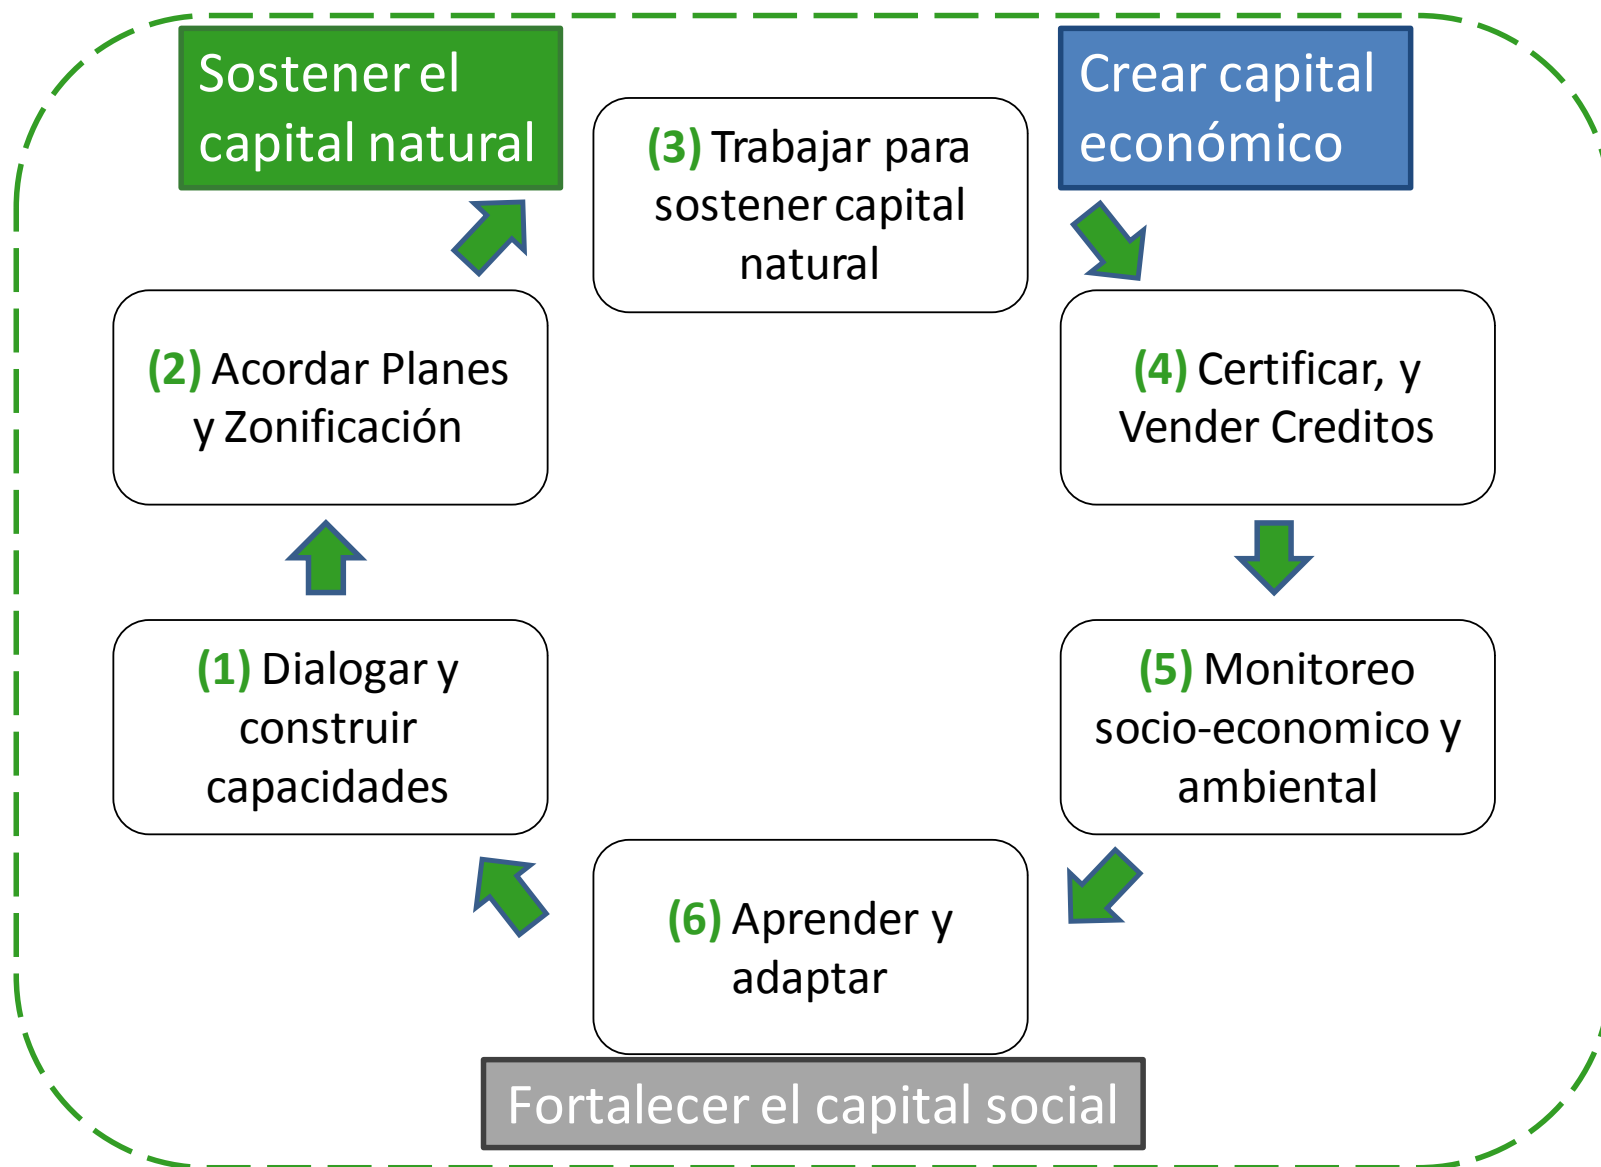 Sostener el
capital natural
Crear capital
económico
(3) Trabajar para
sostener capital
natural
(2) Acordar Planes
y Zonificación
(4) Certificar, y
Vender Creditos
(1) Dialogar y
construir
capacidades
(5) Monitoreo
socio-economico y
ambiental
(6) Aprender y
adaptar
Fortalecer el capital social